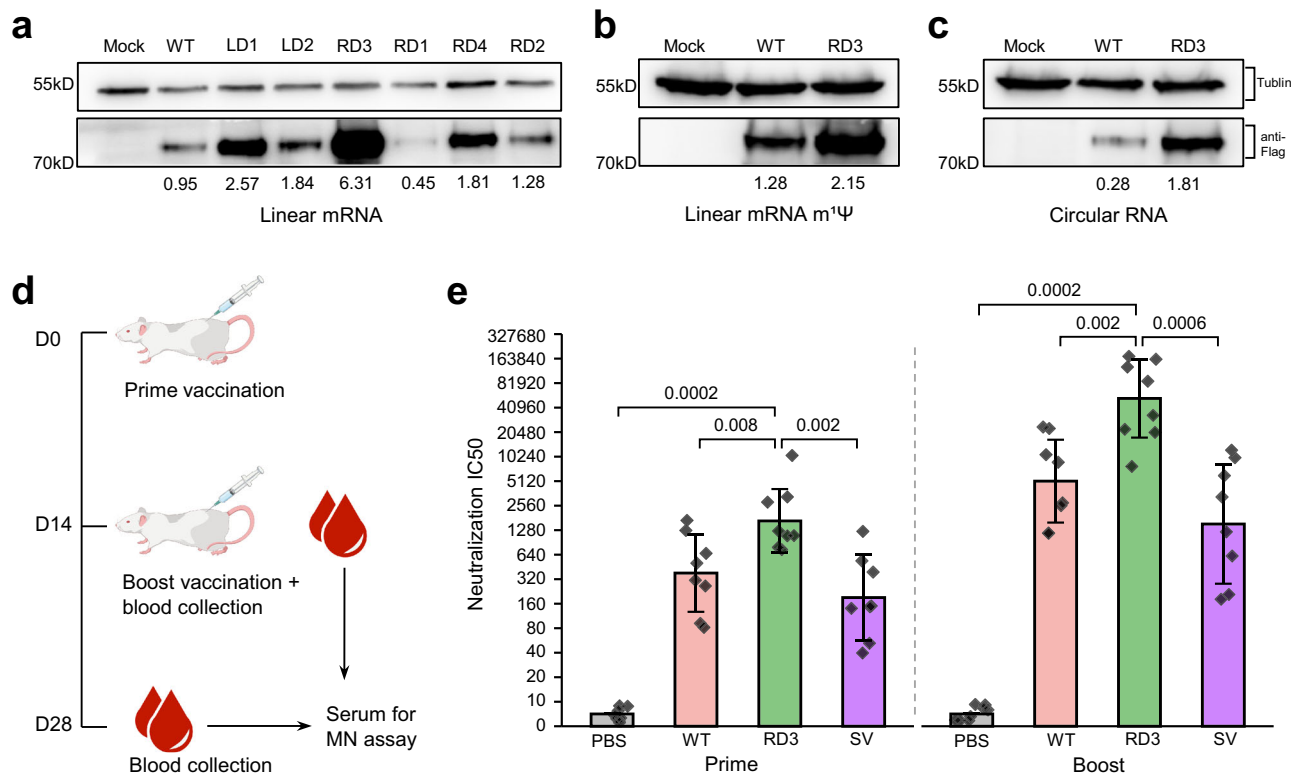 a
Mock WT LD1 LD2 RD3 RD1 RD4 RD2
55kD
70kD
0.95 2.57 1.84 6.31 0.45 1.81 1.28
Linear mRNA
b
Mock WT RD3
55kD
70kD
1.28 2.15
Linear mRNA m¹Ψ
c
Mock WT RD3
55kD
Tublin
70kD
anti-
Flag
0.28 1.81
Circular RNA
d
D0
Prime vaccination
D14
Boost vaccination +
blood collection
D28
Blood collection
Serum for
MN assay
e
Neutralization IC50
327680
163840
81920
40960
20480
10240
5120
2560
1280
640
320
160
80
40
20
10
0
0.0002
0.008
0.002
PBS WT RD3 SV
Prime
0.0002
0.002
0.0006
PBS WT RD3 SV
Boost